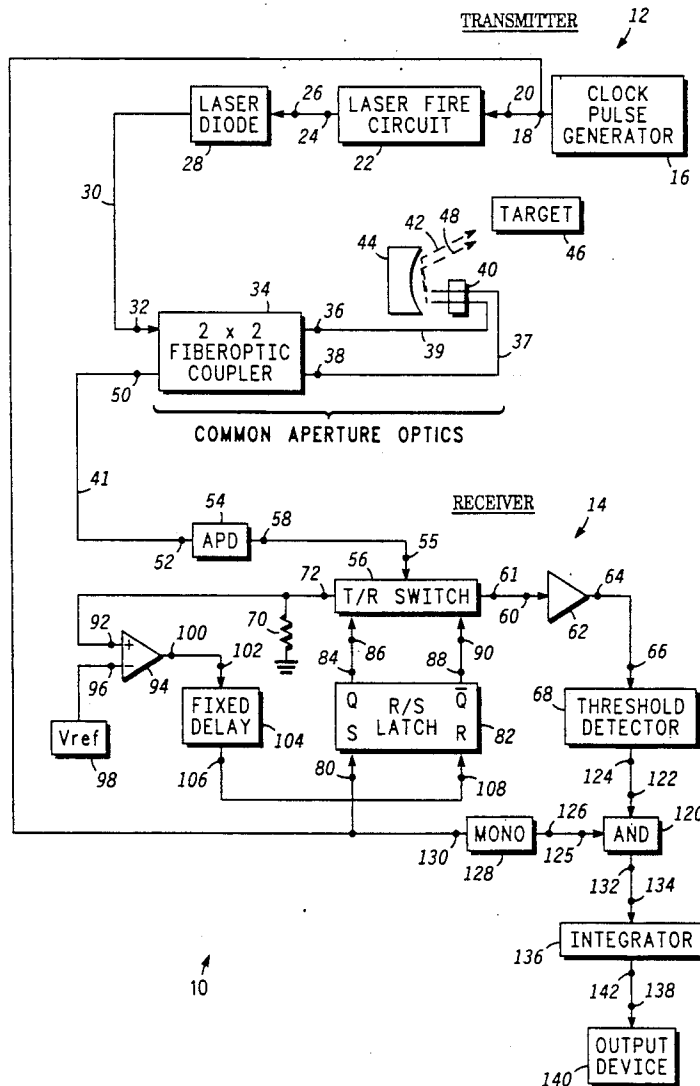 TRANSMITTER
12
CLOCK
PULSE
GENERATOR
16
18
20
LASER FIRE
CIRCUIT
22
24
26
LASER
DIODE
28
30
TARGET
46
42
48
44
40
32
34
2 x 2
FIBEROPTIC
COUPLER
36
39
38
37
50
COMMON APERTURE OPTICS
41
RECEIVER
14
54
APD
52
58
55
56
T/R SWITCH
72
70
61
60
62
64
66
92
+
96
−
94
100
102
Vref
98
FIXED
DELAY
104
106
84
86
88
90
Q
Q̅
R/S
LATCH
S
R
82
80
108
68
THRESHOLD
DETECTOR
124
122
130
MONO
128
126
125
AND
120
132
134
INTEGRATOR
136
142
138
OUTPUT
DEVICE
140
10